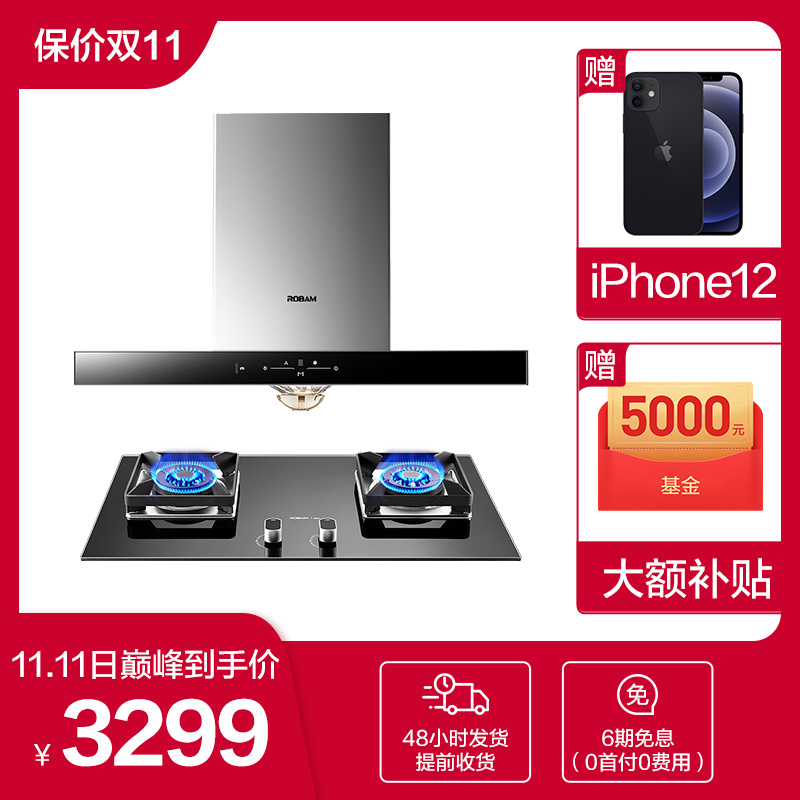 保价双11
赠
iPhone12
ROBAM
M
赠
5000元
基金
大额补贴
ROBAM
11.11日巅峰到手价
¥3299
48小时发货
提前收货
免
6期免息
(0首付0费用)